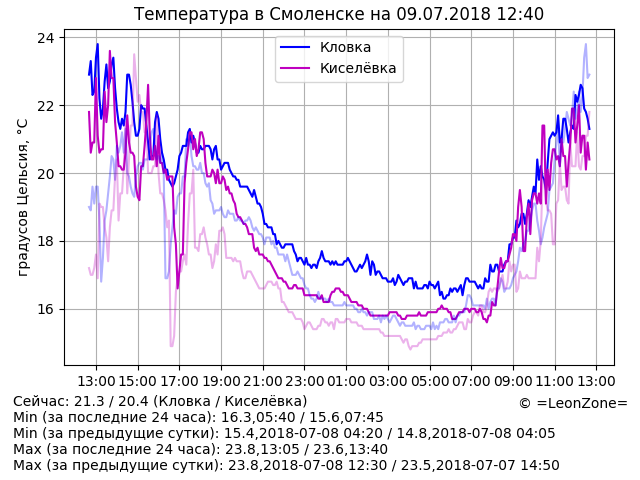 Температура в Смоленске на 09.07.2018 12:40
Кловка
Киселёвка
градусов Цельсия, °C
24
22
20
18
16
13:00 15:00 17:00 19:00 21:00 23:00 01:00 03:00 05:00 07:00 09:00 11:00 13:00
Сейчас: 21.3 / 20.4 (Кловка / Киселёвка)
© =LeonZone=
Min (за последние 24 часа): 16.3,05:40 / 15.6,07:45
Min (за предыдущие сутки): 15.4,2018-07-08 04:20 / 14.8,2018-07-08 04:05
Max (за последние 24 часа): 23.8,13:05 / 23.6,13:40
Max (за предыдущие сутки): 23.8,2018-07-08 12:30 / 23.5,2018-07-07 14:50